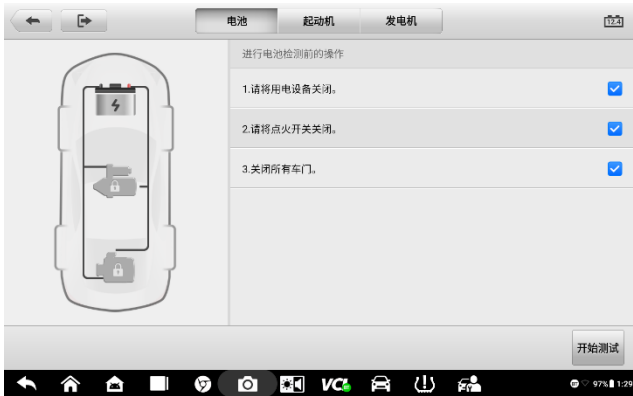 电池 起动机 发电机 12.4
进行电池检测前的操作
1.请将用电设备关闭。
2.请将点火开关关闭。
3.关闭所有车门。
开始测试
VCI 97% 1:29